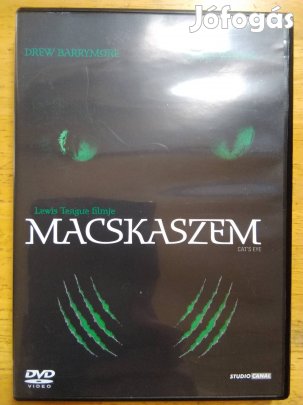 Jófogás
DREW BARRYMORE
Lewis Teague filmje
MACSKASZEM
CAT'S EYE
DVD
VIDEO
STUDIO CANAL